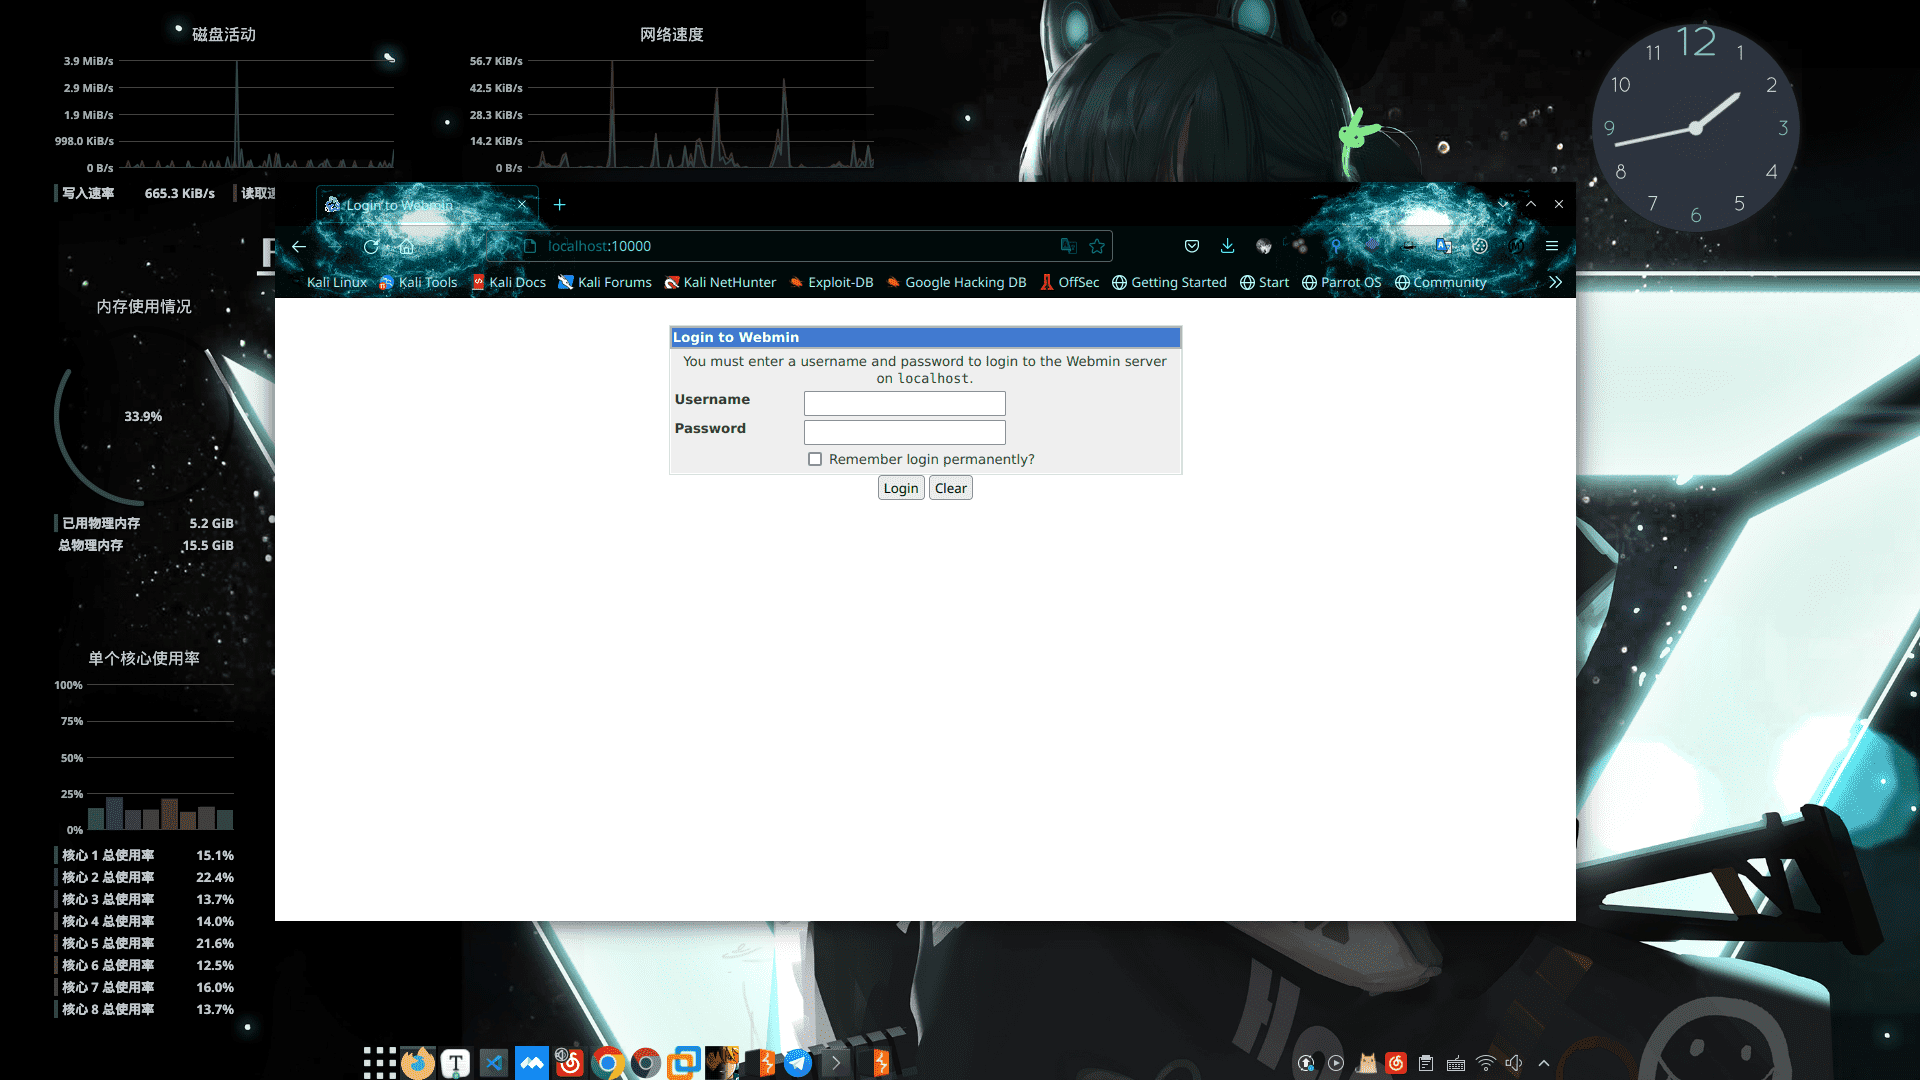 磁盘活动
3.9 MiB/s
2.9 MiB/s
1.9 MiB/s
998.0 KiB/s
0 B/s
写入速率 665.3 KiB/s
网络速度
56.7 KiB/s
42.5 KiB/s
28.3 KiB/s
14.2 KiB/s
0 B/s
12 1 2 3 4 5 6 7 8 9 10 11
Login to Webmin
localhost:10000
Kali Linux Kali Tools Kali Docs Kali Forums Kali NetHunter Exploit-DB Google Hacking DB OffSec Getting Started Start Parrot OS Community
Login to Webmin
You must enter a username and password to login to the Webmin server
on localhost.
Username
Password
Remember login permanently?
Login Clear
内存使用情况
33.9%
已用物理内存 5.2 GiB
总物理内存 15.5 GiB
单个核心使用率
100%
75%
50%
25%
0%
核心 1 总使用率 15.1%
核心 2 总使用率 22.4%
核心 3 总使用率 13.7%
核心 4 总使用率 14.0%
核心 5 总使用率 21.6%
核心 6 总使用率 12.5%
核心 7 总使用率 16.0%
核心 8 总使用率 13.7%